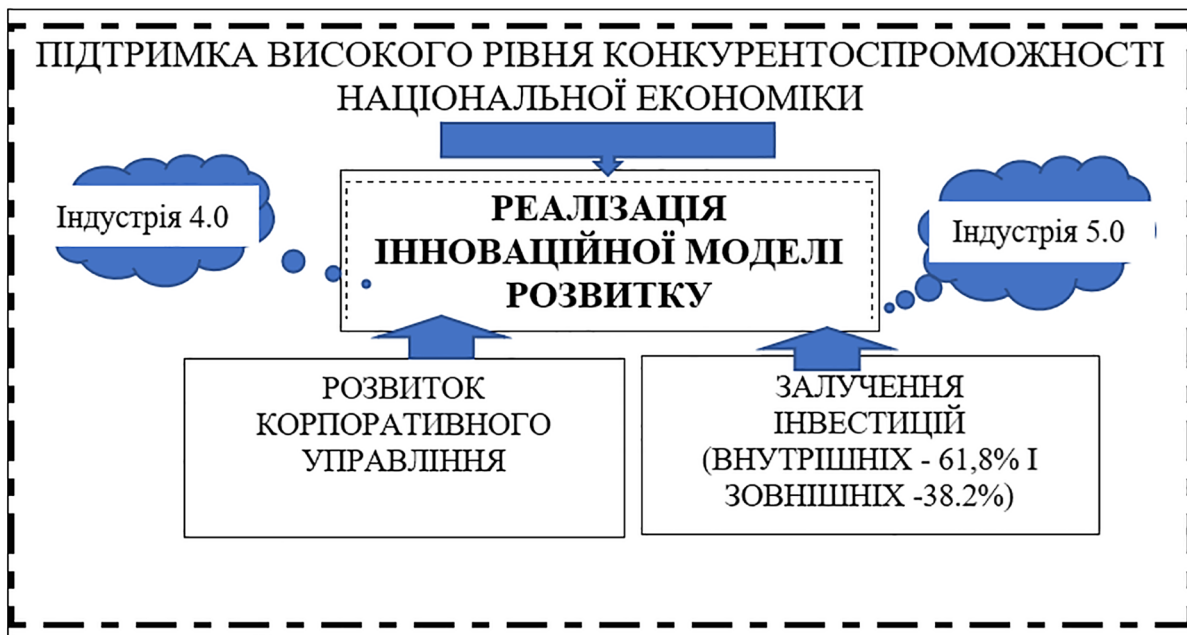 ПІДТРИМКА ВИСОКОГО РІВНЯ КОНКУРЕНТОСПРОМОЖНОСТІ
НАЦІОНАЛЬНОЇ ЕКОНОМІКИ
Індустрія 4.0
РЕАЛІЗАЦІЯ
ІННОВАЦІЙНОЇ МОДЕЛІ
РОЗВИТКУ
Індустрія 5.0
РОЗВИТОК
КОРПОРАТИВНОГО
УПРАВЛІННЯ
ЗАЛУЧЕННЯ
ІНВЕСТИЦІЙ
(ВНУТРІШНІХ - 61,8% І
ЗОВНІШНІХ -38.2%)